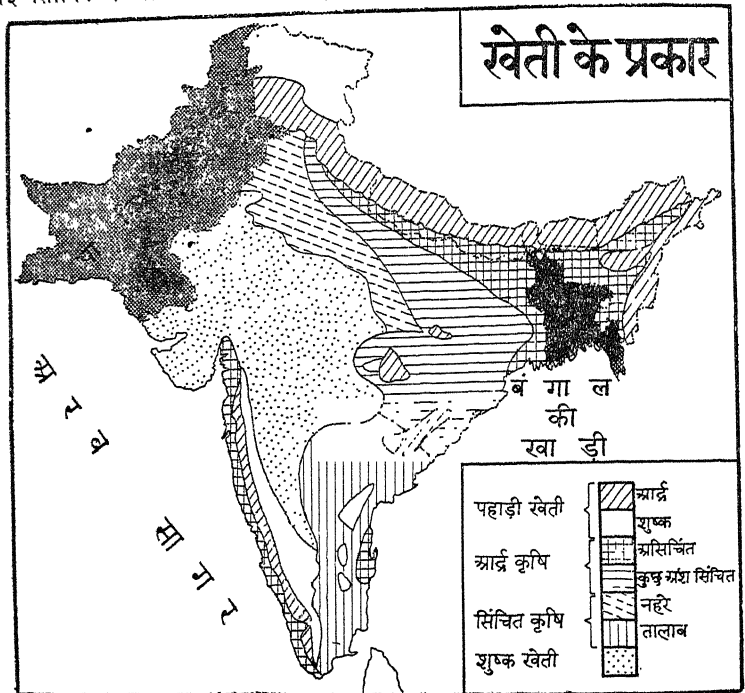 खेती के प्रकार
अरब सागर
बंगाल
की
खाड़ी
पहाड़ी खेती
आर्द्र
शुष्क
आर्द्र कृषि
असिंचित
कुछ अंश सिंचित
सिंचित कृषि
नहरे
तालाब
शुष्क खेती